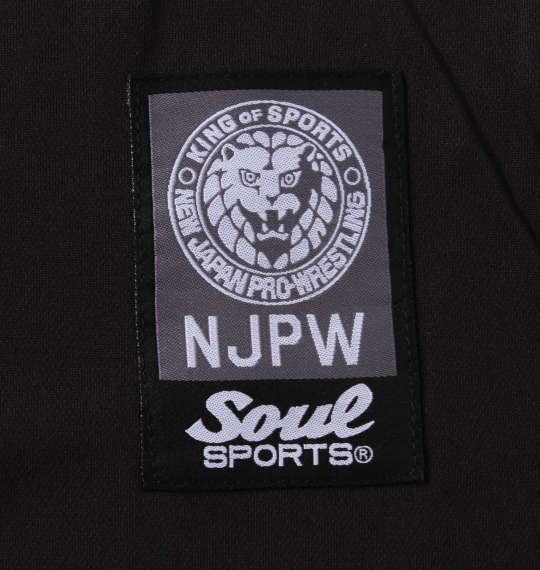 KING OF SPORTS
NEW JAPAN PRO-WRESTLING
NJPW
Soul
SPORTS®